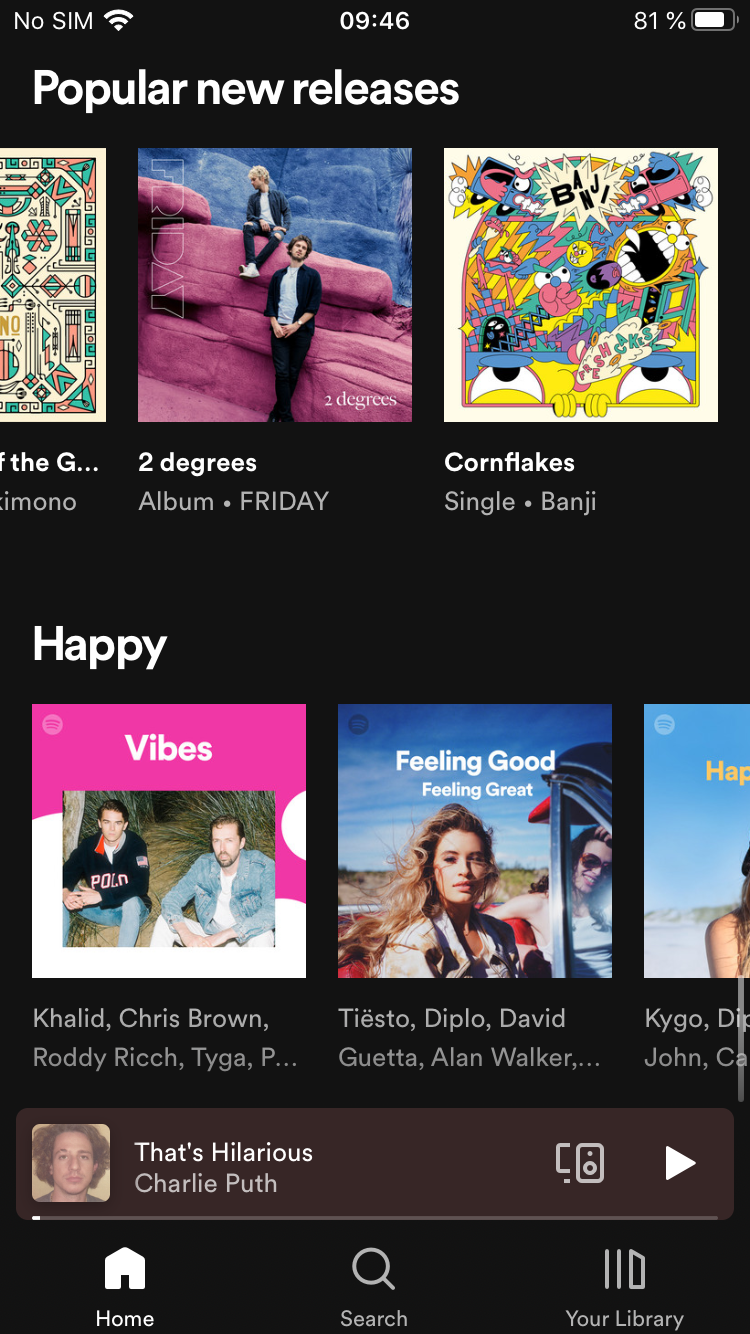 No SIM 09:46 81 %
Popular new releases
NO
FRIDAY
2 degrees
BANJI
FRESH CAKES
f the G...
kimono
2 degrees
Album • FRIDAY
Cornflakes
Single • Banji
Happy
Vibes
POLO
Feeling Good
Feeling Great
Hap
Khalid, Chris Brown,
Roddy Ricch, Tyga, P...
Tiësto, Diplo, David
Guetta, Alan Walker,...
Kygo, Dip
John, Ca
That's Hilarious
Charlie Puth
Home
Search
Your Library